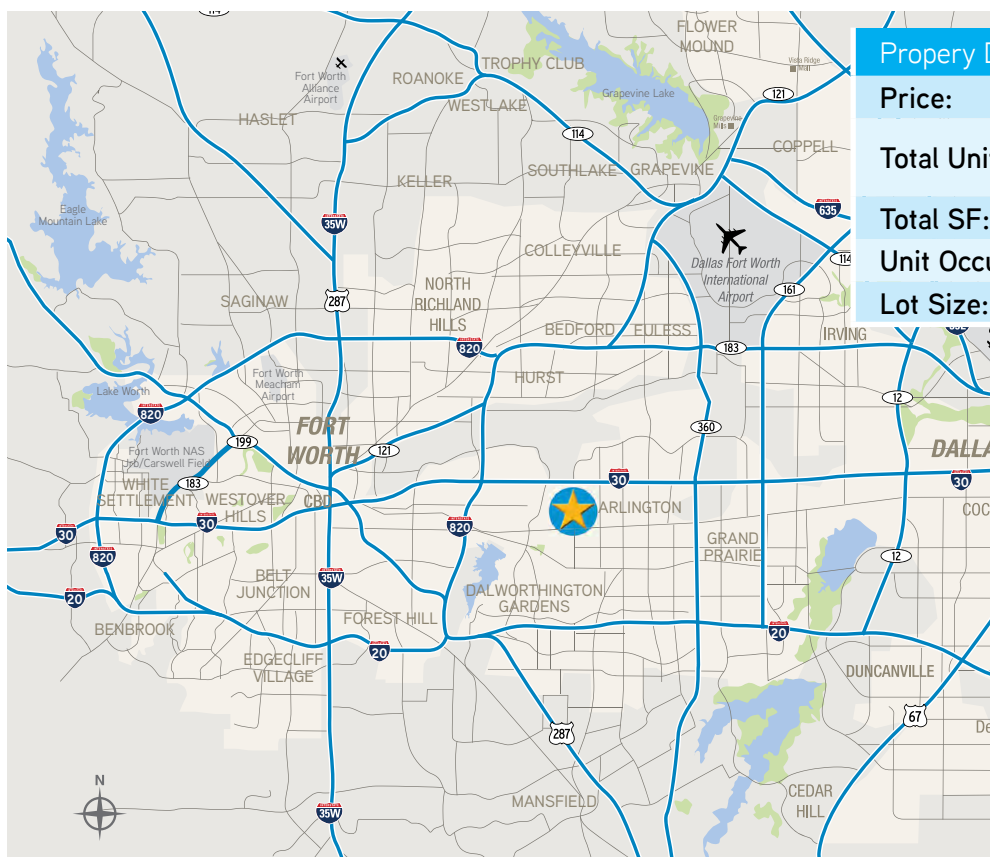 114
FLOWER
MOUND
Propery D
Vista Ridge
Mall
TROPHY CLUB
Fort Worth
Alliance
Airport
ROANOKE
Price:
Grapevine Lake
121
WESTLAKE
HASLET
Grapevine
Mills
114
COPPELL
Total Uni
SOUTHLAKE
GRAPEVINE
KELLER
Eagle
Mountain Lake
635
35W
Total SF:
COLLEYVILLE
Dallas Fort Worth
International
Airport
114
Unit Occu
NORTH
RICHLAND
HILLS
161
SAGINAW
287
Lot Size:
BEDFORD
EULESS
IRVING
820
183
Fort Worth
Meacham
Airport
HURST
Lake Worth
12
820
FORT
WORTH
360
199
121
DALLA
Fort Worth NAS
Jrb/Carswell Field
183
30
30
WHITE
SETTLEMENT
WESTOVER
HILLS
CBD
ARLINGTON
COC
30
30
820
GRAND
PRAIRIE
820
12
BELT
JUNCTION
35W
20
DALWORTHINGTON
GARDENS
FOREST HILL
BENBROOK
20
20
EDGECLIFF
VILLAGE
DUNCANVILLE
67
287
De
N
CEDAR
HILL
MANSFIELD
35W